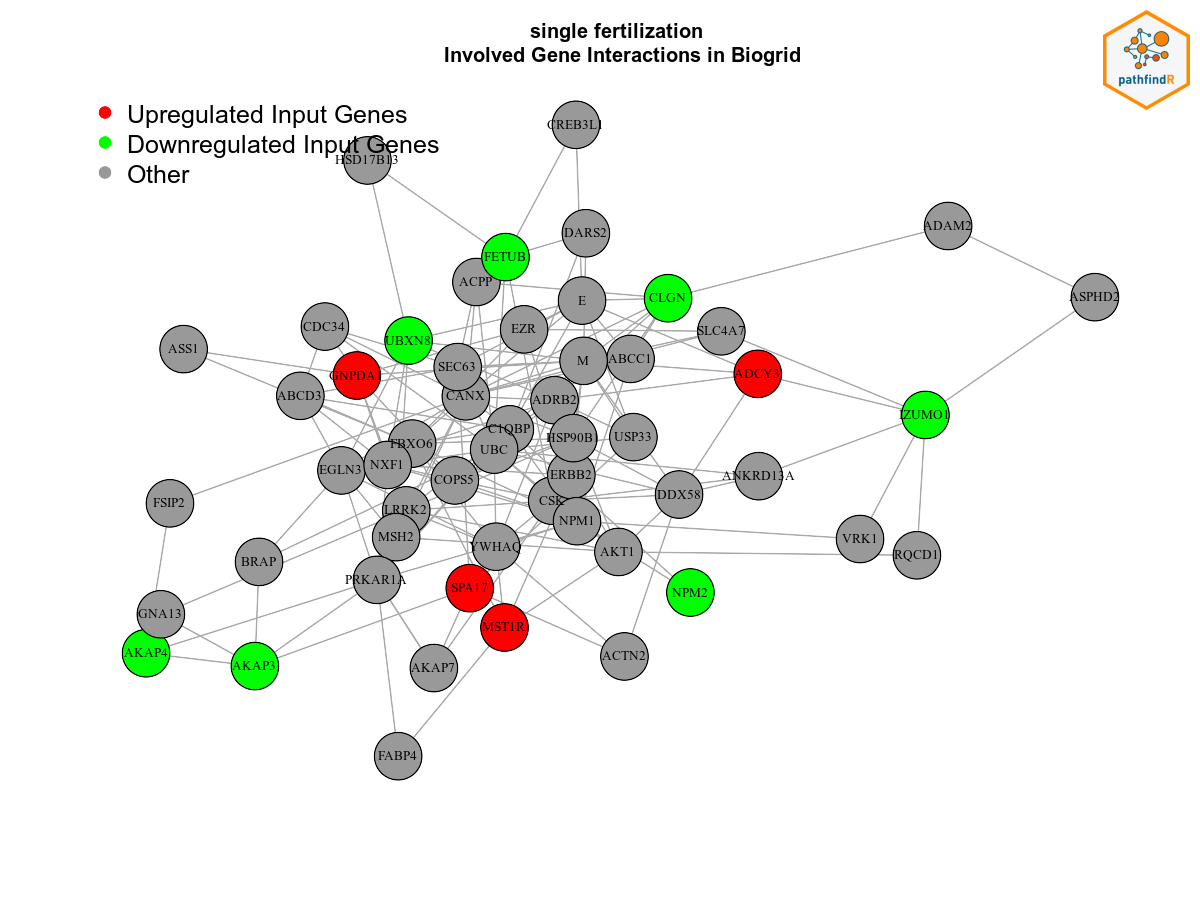 single fertilization
Involved Gene Interactions in Biogrid
pathfindR
Upregulated Input Genes
Downregulated Input Genes
Other
CREB3L1
HSD17B13
ADAM2
DARS2
FETUB
ACPP
ASPHD2
E
CLGN
CDC34
EZR
SLC4A7
UBXN8
ASS1
M
ABCC1
SEC63
GNPDA1
ADCY3
ABCD3
CANX
ADRB2
IZUMO1
C1QBP
HSP90B
USP33
FBXO6
UBC
NXF1
EGLN3
COPS5
ERBB2
ANKRD13A
DDX58
CSK
FSIP2
LRRK2
NPM1
MSH2
VRK1
YWHAQ
AKT1
RQCD1
BRAP
PRKAR1A
SPA17
NPM2
GNA13
MST1R
AKAP4
AKAP3
AKAP7
ACTN2
FABP4